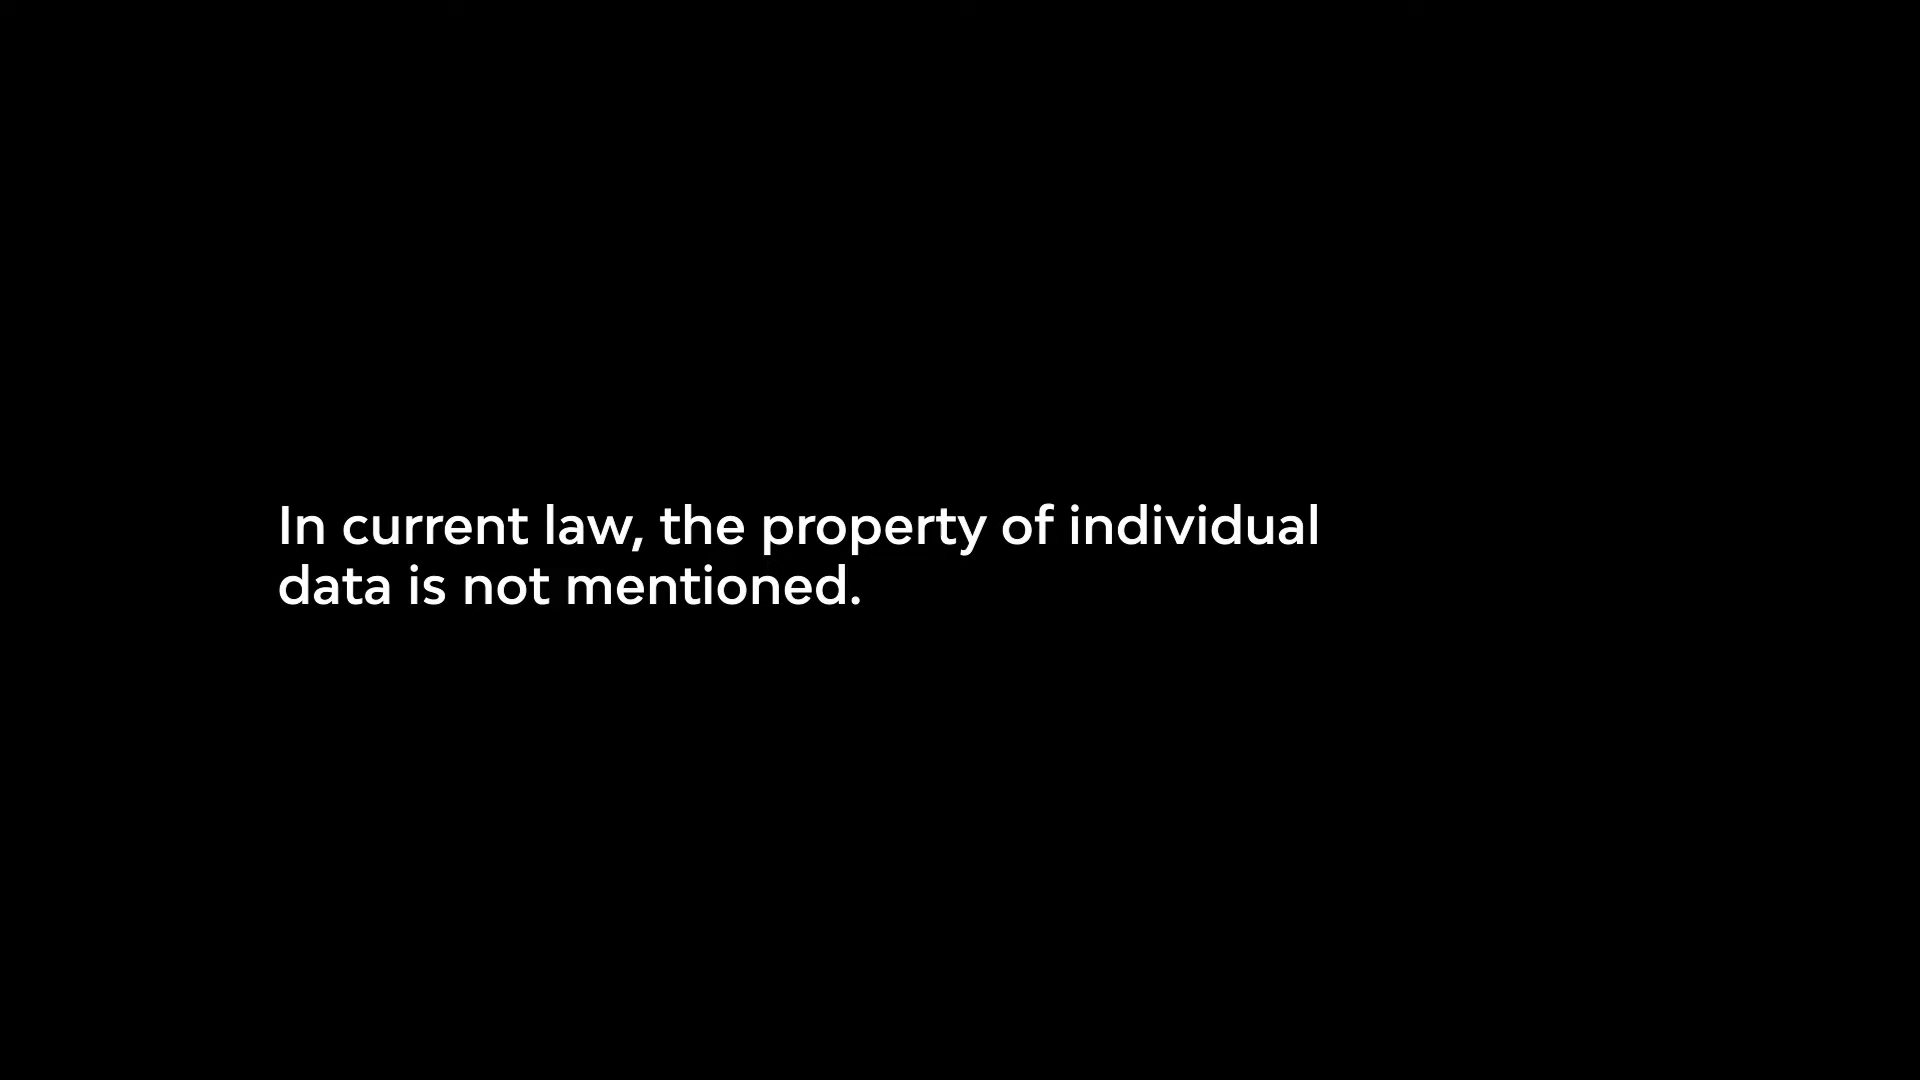 In current law, the property of individual
data is not mentioned.